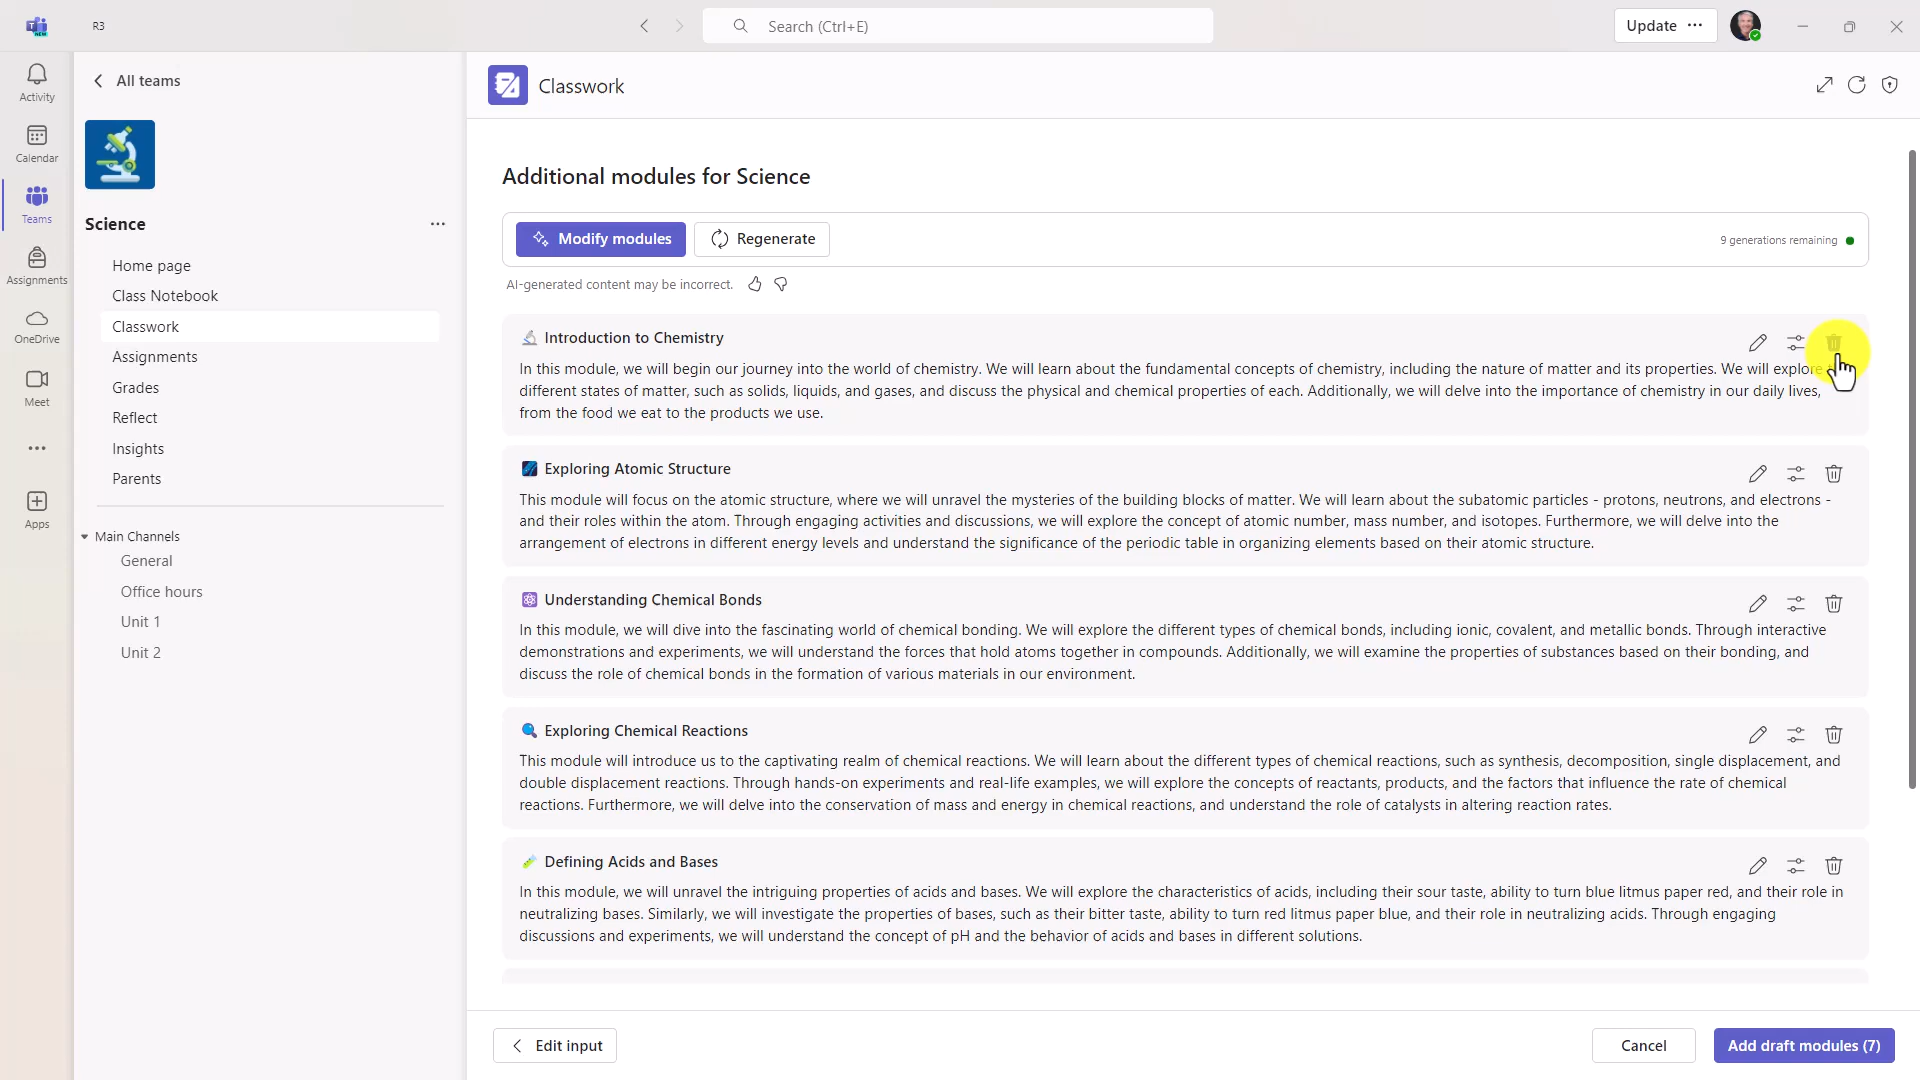 R3
Search (Ctrl+E)
Update
Activity
Calendar
Teams
Assignments
OneDrive
Meet
Apps
All teams
Science
Home page
Class Notebook
Classwork
Assignments
Grades
Reflect
Insights
Parents
Main Channels
General
Office hours
Unit 1
Unit 2
Classwork
Additional modules for Science
Modify modules
Regenerate
9 generations remaining
AI-generated content may be incorrect.
Introduction to Chemistry
In this module, we will begin our journey into the world of chemistry. We will learn about the fundamental concepts of chemistry, including the nature of matter and its properties. We will explore
different states of matter, such as solids, liquids, and gases, and discuss the physical and chemical properties of each. Additionally, we will delve into the importance of chemistry in our daily lives,
from the food we eat to the products we use.
Exploring Atomic Structure
This module will focus on the atomic structure, where we will unravel the mysteries of the building blocks of matter. We will learn about the subatomic particles - protons, neutrons, and electrons -
and their roles within the atom. Through engaging activities and discussions, we will explore the concept of atomic number, mass number, and isotopes. Furthermore, we will delve into the
arrangement of electrons in different energy levels and understand the significance of the periodic table in organizing elements based on their atomic structure.
Understanding Chemical Bonds
In this module, we will dive into the fascinating world of chemical bonding. We will explore the different types of chemical bonds, including ionic, covalent, and metallic bonds. Through interactive
demonstrations and experiments, we will understand the forces that hold atoms together in compounds. Additionally, we will examine the properties of substances based on their bonding, and
discuss the role of chemical bonds in the formation of various materials in our environment.
Exploring Chemical Reactions
This module will introduce us to the captivating realm of chemical reactions. We will learn about the different types of chemical reactions, such as synthesis, decomposition, single displacement, and
double displacement reactions. Through hands-on experiments and real-life examples, we will explore the concepts of reactants, products, and the factors that influence the rate of chemical
reactions. Furthermore, we will delve into the conservation of mass and energy in chemical reactions, and understand the role of catalysts in altering reaction rates.
Defining Acids and Bases
In this module, we will unravel the intriguing properties of acids and bases. We will explore the characteristics of acids, including their sour taste, ability to turn blue litmus paper red, and their role in
neutralizing bases. Similarly, we will investigate the properties of bases, such as their bitter taste, ability to turn red litmus paper blue, and their role in neutralizing acids. Through engaging
discussions and experiments, we will understand the concept of pH and the behavior of acids and bases in different solutions.
Edit input
Cancel
Add draft modules (7)